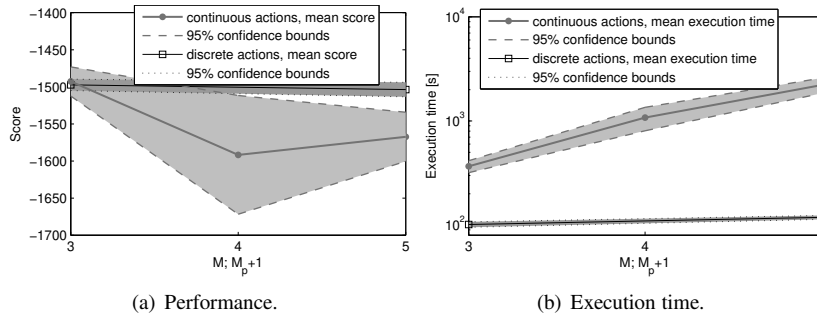 continuous actions, mean score
95% confidence bounds
discrete actions, mean score
95% confidence bounds
−1400
−1450
−1500
−1550
−1600
−1650
−1700
Score
3
4
5
M; M_p+1
(a) Performance.
continuous actions, mean execution time
95% confidence bounds
discrete actions, mean execution time
95% confidence bounds
10^4
10^3
10^2
Execution time [s]
3
4
M; M_p+1
(b) Execution time.